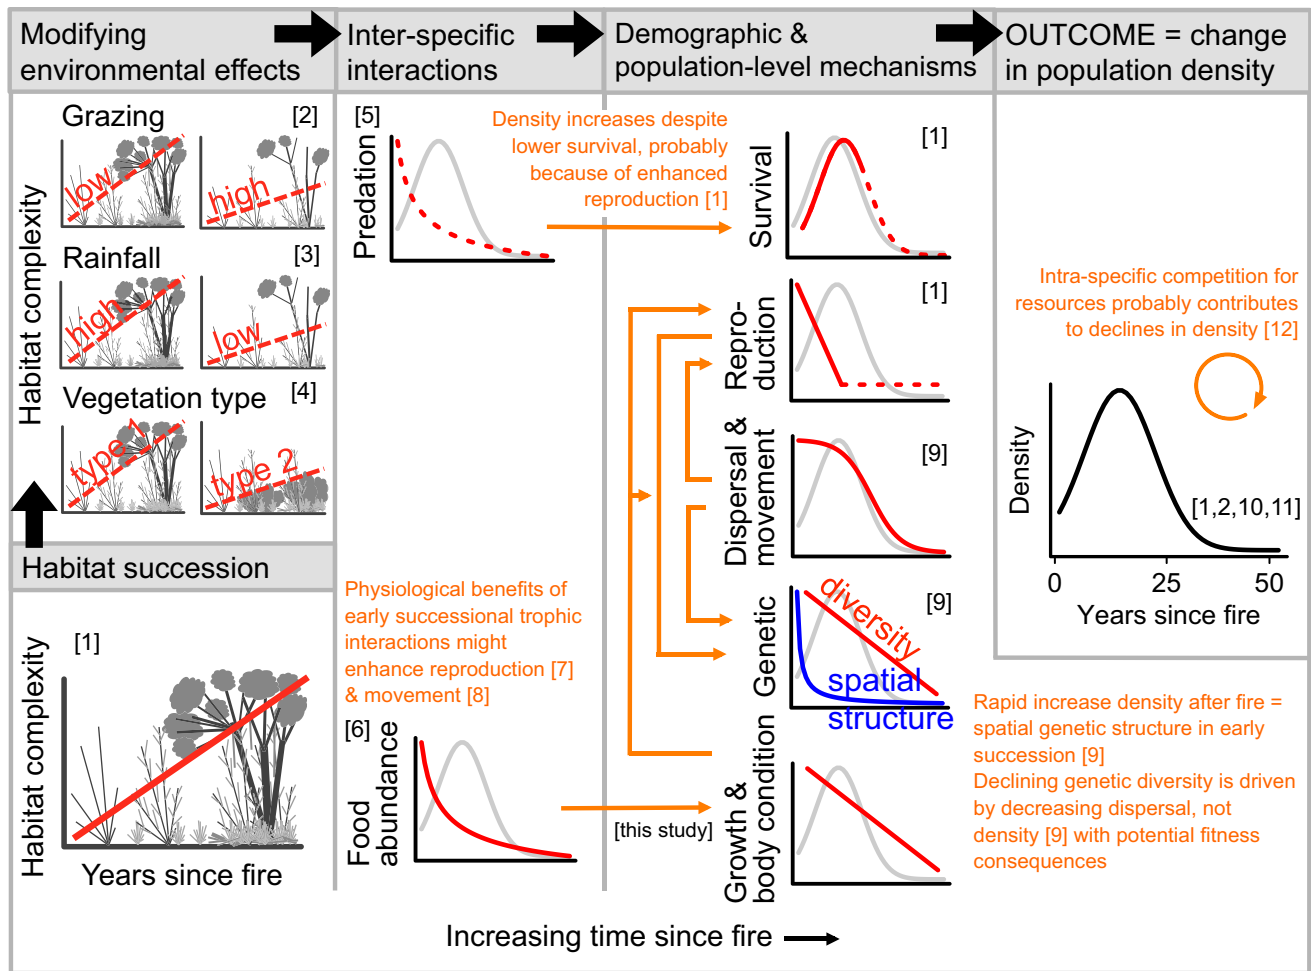 Modifying
environmental effects
Inter-specific
interactions
Demographic &
population-level mechanisms
OUTCOME = change
in population density
Habitat complexity
Grazing
[2]
low
high
Rainfall
[3]
high
low
Vegetation type
[4]
type 1
type 2
Habitat succession
[1]
Habitat complexity
Years since fire
[5]
Predation
Density increases despite
lower survival, probably
because of enhanced
reproduction [1]
Physiological benefits of
early successional trophic
interactions might
enhance reproduction [7]
& movement [8]
[6]
Food
abundance
[this study]
Survival
[1]
Repro-
duction
[1]
Dispersal &
movement
[9]
Genetic
[9]
diversity
spatial
structure
Growth &
body condition
Intra-specific competition for
resources probably contributes
to declines in density [12]
Density
[1,2,10,11]
0
25
50
Years since fire
Rapid increase density after fire =
spatial genetic structure in early
succession [9]
Declining genetic diversity is driven
by decreasing dispersal, not
density [9] with potential fitness
consequences
Increasing time since fire